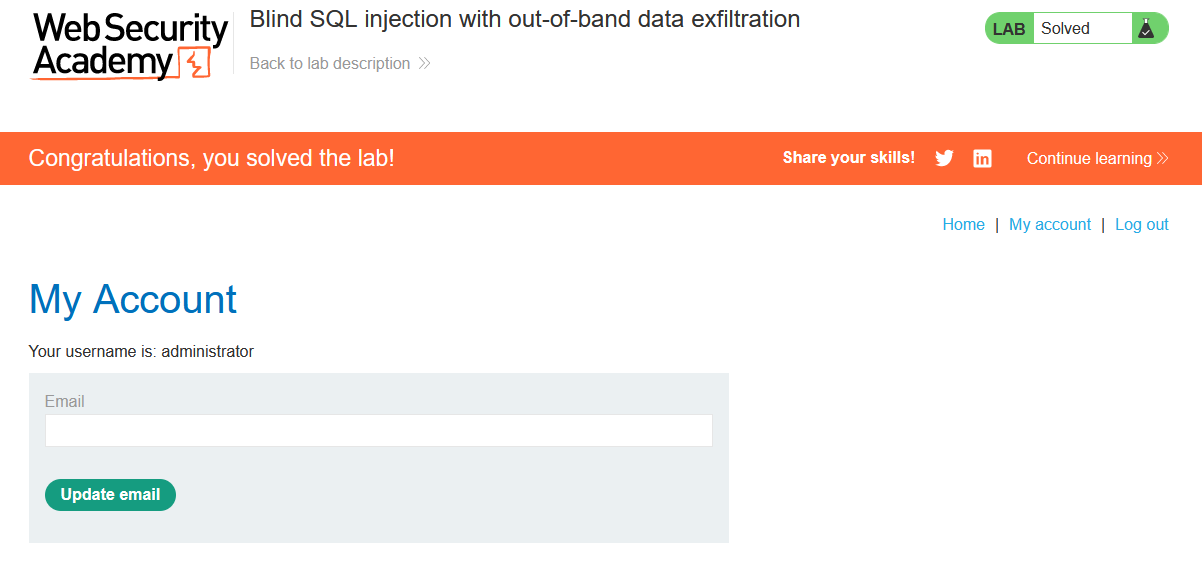 Web Security
Academy
Blind SQL injection with out-of-band data exfiltration
Back to lab description
LAB Solved
Congratulations, you solved the lab!
Share your skills!
Continue learning
Home | My account | Log out
My Account
Your username is: administrator
Email
Update email